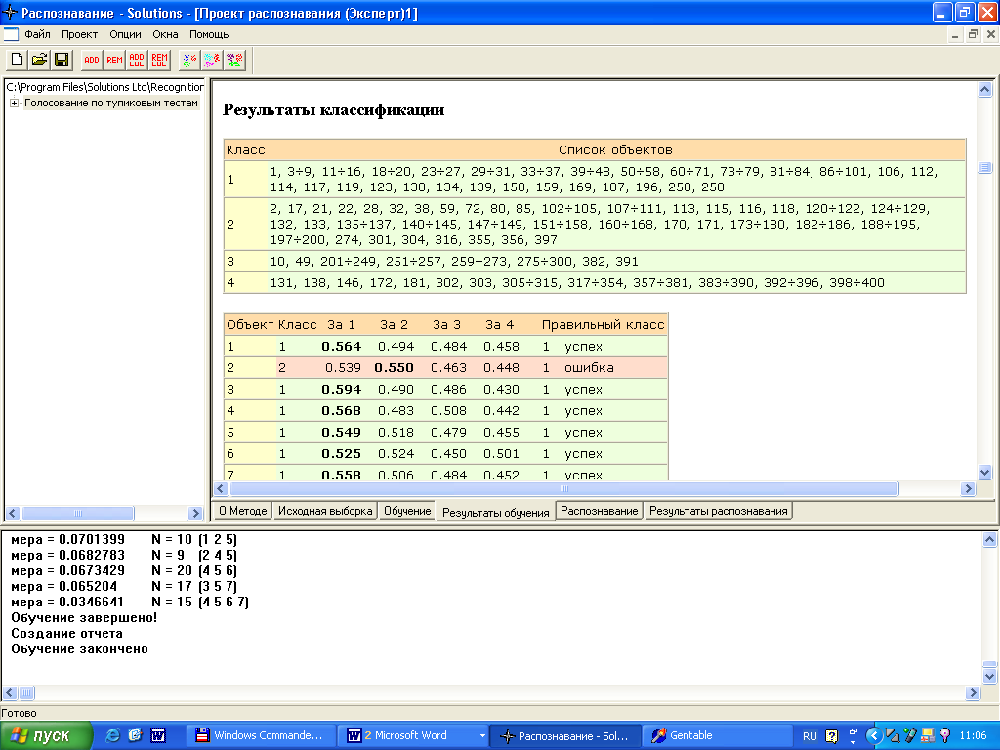 Распознавание - Solutions - [Проект распознавания (Эксперт)1]
Файл Проект Опции Окна Помощь
ADD REM ADD COL REM COL
C:\Program Files\Solutions Ltd\Recognition
Голосование по тупиковым тестам
Результаты классификации
Класс Список объектов
1 1, 3÷9, 11÷16, 18÷20, 23÷27, 29÷31, 33÷37, 39÷48, 50÷58, 60÷71, 73÷79, 81÷84, 86÷101, 106, 112,
114, 117, 119, 123, 130, 134, 139, 150, 159, 169, 187, 196, 250, 258
2 2, 17, 21, 22, 28, 32, 38, 59, 72, 80, 85, 102÷105, 107÷111, 113, 115, 116, 118, 120÷122, 124÷129,
132, 133, 135÷137, 140÷145, 147÷149, 151÷158, 160÷168, 170, 171, 173÷180, 182÷186, 188÷195,
197÷200, 274, 301, 304, 316, 355, 356, 397
3 10, 49, 201÷249, 251÷257, 259÷273, 275÷300, 382, 391
4 131, 138, 146, 172, 181, 302, 303, 305÷315, 317÷354, 357÷381, 383÷390, 392÷396, 398÷400
Объект Класс За 1 За 2 За 3 За 4 Правильный класс
1 1 0.564 0.494 0.484 0.458 1 успех
2 2 0.539 0.550 0.463 0.448 1 ошибка
3 1 0.594 0.490 0.486 0.430 1 успех
4 1 0.568 0.483 0.508 0.442 1 успех
5 1 0.549 0.518 0.479 0.455 1 успех
6 1 0.525 0.524 0.450 0.501 1 успех
7 1 0.558 0.506 0.484 0.452 1 успех
О Методе Исходная выборка Обучение Результаты обучения Распознавание Результаты распознавания
мера = 0.0701399 N = 10 (1 2 5)
мера = 0.0682783 N = 9 (2 4 5)
мера = 0.0673429 N = 20 (4 5 6)
мера = 0.065204 N = 17 (3 5 7)
мера = 0.0346641 N = 15 (4 5 6 7)
Обучение завершено!
Создание отчета
Обучение закончено
Готово
пуск Windows Commande... 2 Microsoft Word Распознавание - Sol... Gentable RU 11:06